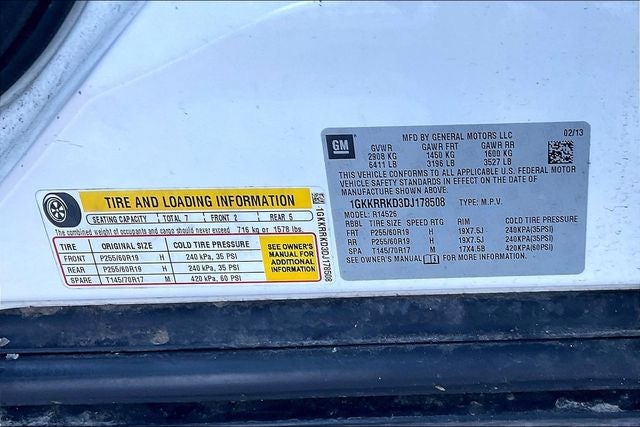 GM
MFD BY GENERAL MOTORS LLC
02/13
GVWR GAWR FRT GAWR RR
2908 KG 1450 KG 1600 KG
6411 LB 3196 LB 3527 LB
THIS VEHICLE CONFORMS TO ALL APPLICABLE U.S. FEDERAL MOTOR
VEHICLE SAFETY STANDARDS IN EFFECT ON THE DATE OF
MANUFACTURE SHOWN ABOVE.
1GKKRRKD3DJ178508 TYPE: M.P.V.
MODEL: R14526
RBBL TIRE SIZE SPEED RTG RIM COLD TIRE PRESSURE
FRT P255/60R19 H 19X7.5J 240KPA(35PSI)
RR P255/60R19 H 19X7.5J 240KPA(35PSI)
SPA T145/70R17 M 17X4.5B 420KPA(60PSI)
SEE OWNER'S MANUAL FOR MORE INFORMATION.
TIRE AND LOADING INFORMATION
SEATING CAPACITY TOTAL 7 FRONT 2 REAR 5
The combined weight of occupants and cargo should never exceed 716 kg or 1578 lbs.
TIRE ORIGINAL SIZE COLD TIRE PRESSURE
FRONT P255/60R19 H 240 kPa, 35 PSI
REAR P255/60R19 H 240 kPa, 35 PSI
SPARE T145/70R17 M 420 kPa, 60 PSI
SEE OWNER'S
MANUAL FOR
ADDITIONAL
INFORMATION
1GKKRRKD3DJ178508